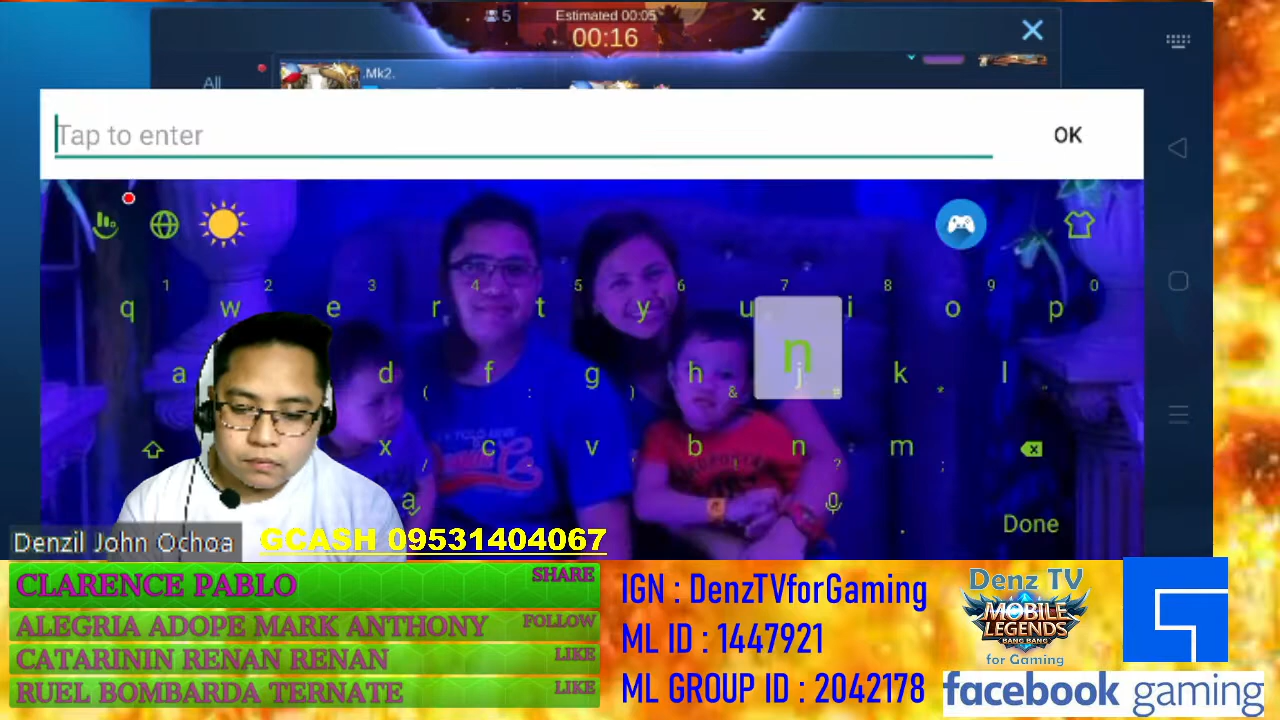 5
Estimated 00:05
X
00:16
All
.Mk2.
Tap to enter
OK
1 2 3 4 5 6 7 8 9 0
q w e r t y u i o p
a d f g h j k l
n
( : ) & # * "
x c v b n m
/ - ' ! ? ;
a
.
Done
Denzil John Ochoa
GCASH 09531404067
CLARENCE PABLO SHARE
ALEGRIA ADOPE MARK ANTHONY FOLLOW
CATARININ RENAN RENAN LIKE
RUEL BOMBARDA TERNATE LIKE
IGN : DenzTVforGaming
ML ID : 1447921
ML GROUP ID : 2042178
Denz TV
MOBILE
LEGENDS
BANG BANG
for Gaming
facebook gaming